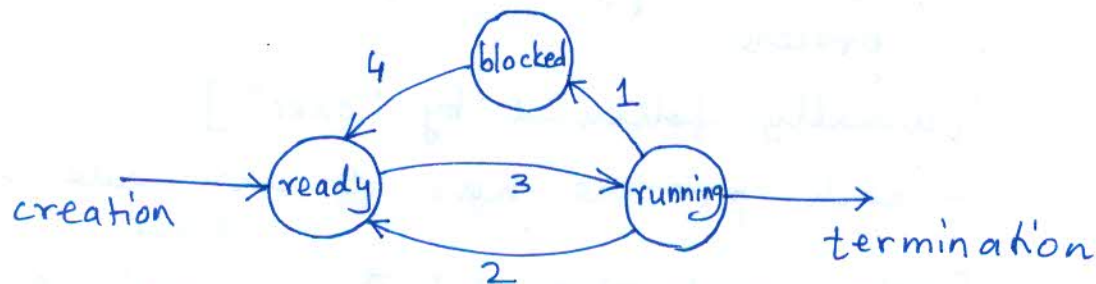 blocked
4
1
ready
3
running
creation
termination
2